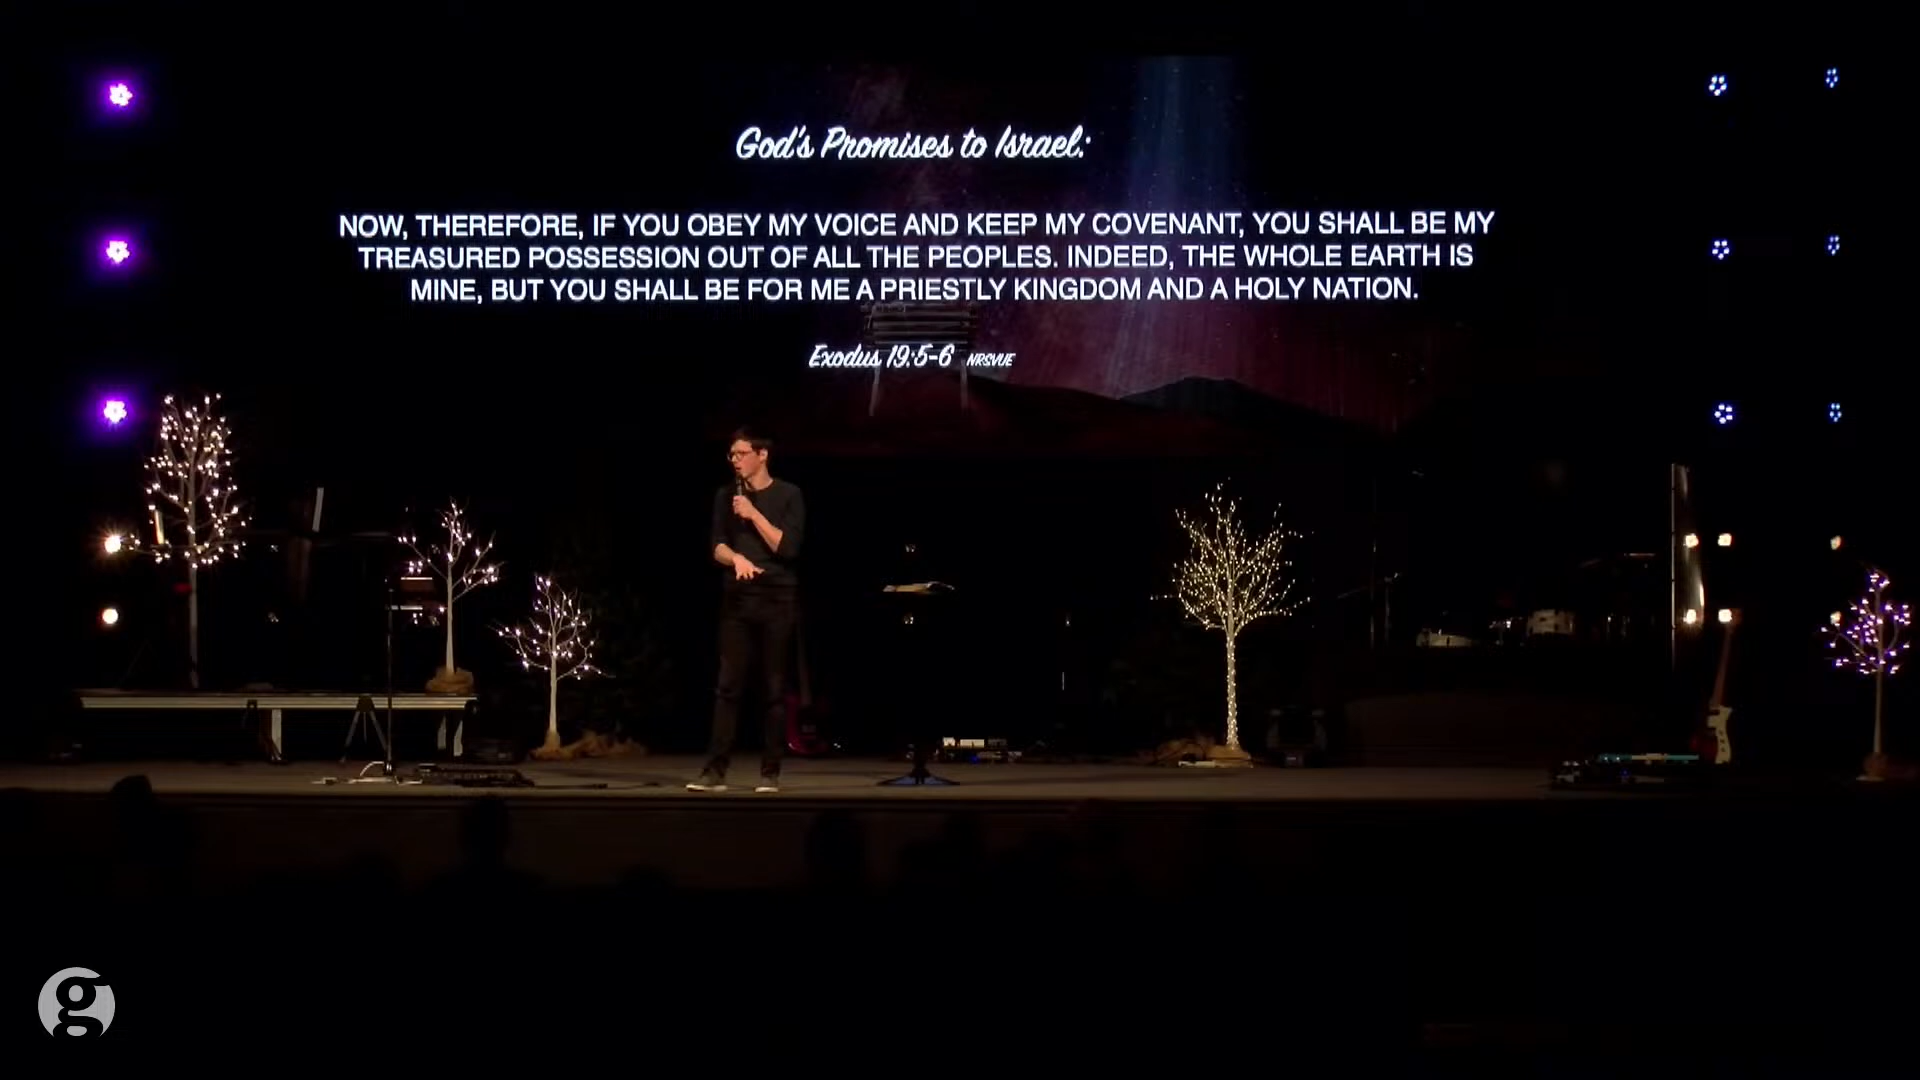 God's Promises to Israel:
NOW, THEREFORE, IF YOU OBEY MY VOICE AND KEEP MY COVENANT, YOU SHALL BE MY
TREASURED POSSESSION OUT OF ALL THE PEOPLES. INDEED, THE WHOLE EARTH IS
MINE, BUT YOU SHALL BE FOR ME A PRIESTLY KINGDOM AND A HOLY NATION.
Exodus 19:5-6 NRSVUE
g